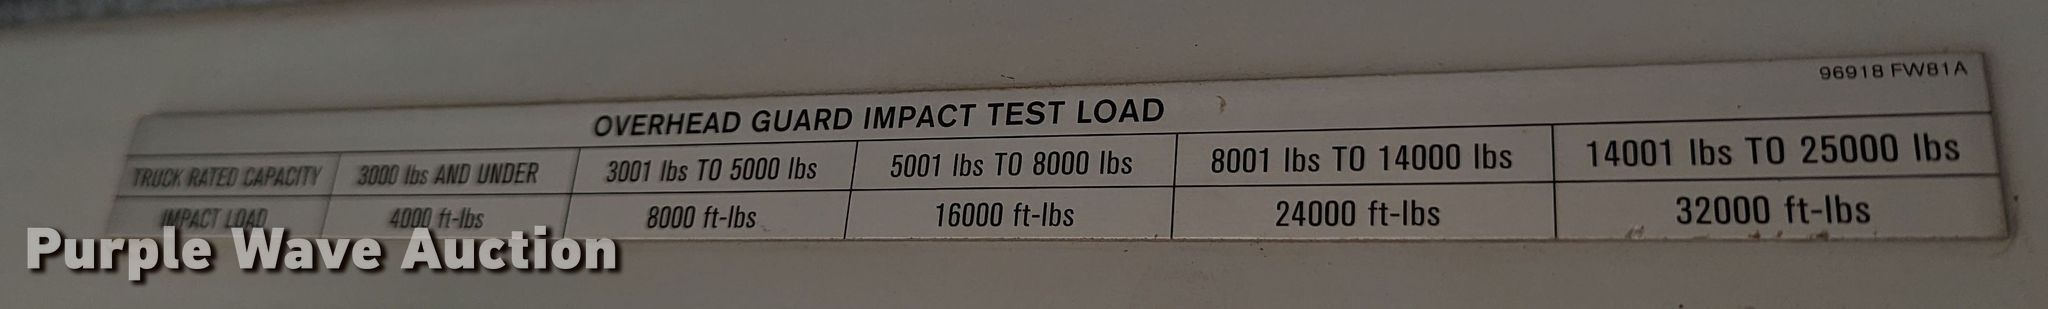 96918 FW81A
OVERHEAD GUARD IMPACT TEST LOAD
TRUCK RATED CAPACITY 3000 lbs AND UNDER 3001 lbs TO 5000 lbs 5001 lbs TO 8000 lbs 8001 lbs TO 14000 lbs 14001 lbs TO 25000 lbs
IMPACT LOAD 4000 ft-lbs 8000 ft-lbs 16000 ft-lbs 24000 ft-lbs 32000 ft-lbs
Purple Wave Auction